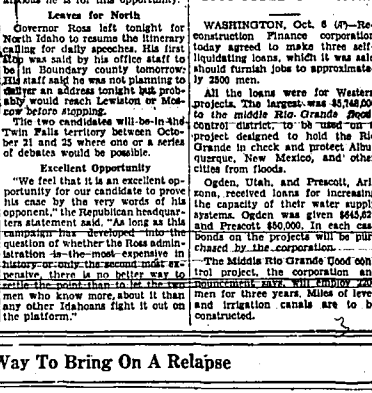 anxious he is for this opportunity."
Leaves for North
Governor Ross left tonight for
North Idaho to resume the itinerary
calling for daily speeches. His first
stop was said by his office staff to
be in Boundary county tomorrow.
His staff said he was not planning to
deliver an address tonight but prob-
ably would reach Lewiston or Mos-
cow before stopping.
The two candidates will be in the
Twin Falls territory between Octo-
ber 21 and 25 where one or a series
of debates would be possible.
Excellent Opportunity
"We feel that it is an excellent op-
portunity for our candidate to prove
his case by the very words of his
opponent," the Republican headquar-
ters statement said, "As long as this
campaign has developed into the
question of whether the Ross admin-
istration is the most expensive in
history or only the second most ex-
pensive, there is no better way to
settle the point than to let the two
men who know more about it than
any other Idahoans fight it out on
the platform."
WASHINGTON, Oct. 6 (AP)—Re-
construction Finance corporation
today agreed to make three self-
liquidating loans, which it was said
should furnish jobs to approximate-
ly 2500 men.
All the loans were for Western
projects. The largest was $5,748,000
to the middle Rio Grande flood
control district, to be used on
project designed to hold the Rio
Grande in check and protect Albu-
querque, New Mexico, and other
cities from floods.
Ogden, Utah, and Prescott, Ari-
zona, received loans for increasing
the capacity of their water supply
systems. Ogden was given
and Prescott $50,000. In each case
bonds on the projects will be pur-
chased by the corporation.
The Middle Rio Grande flood con-
trol project, the corporation an-
nouncement says, will employ
men for three years. Miles of levee
and irrigation canals are to be
constructed.
3
Way To Bring On A Relapse